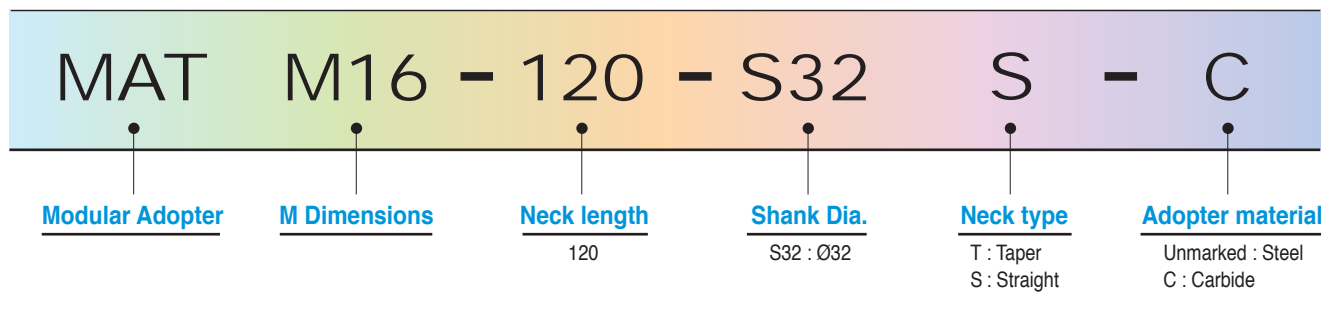 MAT M16 - 120 - S32 S - C
Modular Adopter M Dimensions Neck length Shank Dia. Neck type Adopter material
120 S32 : Ø32 T : Taper Unmarked : Steel
S : Straight C : Carbide